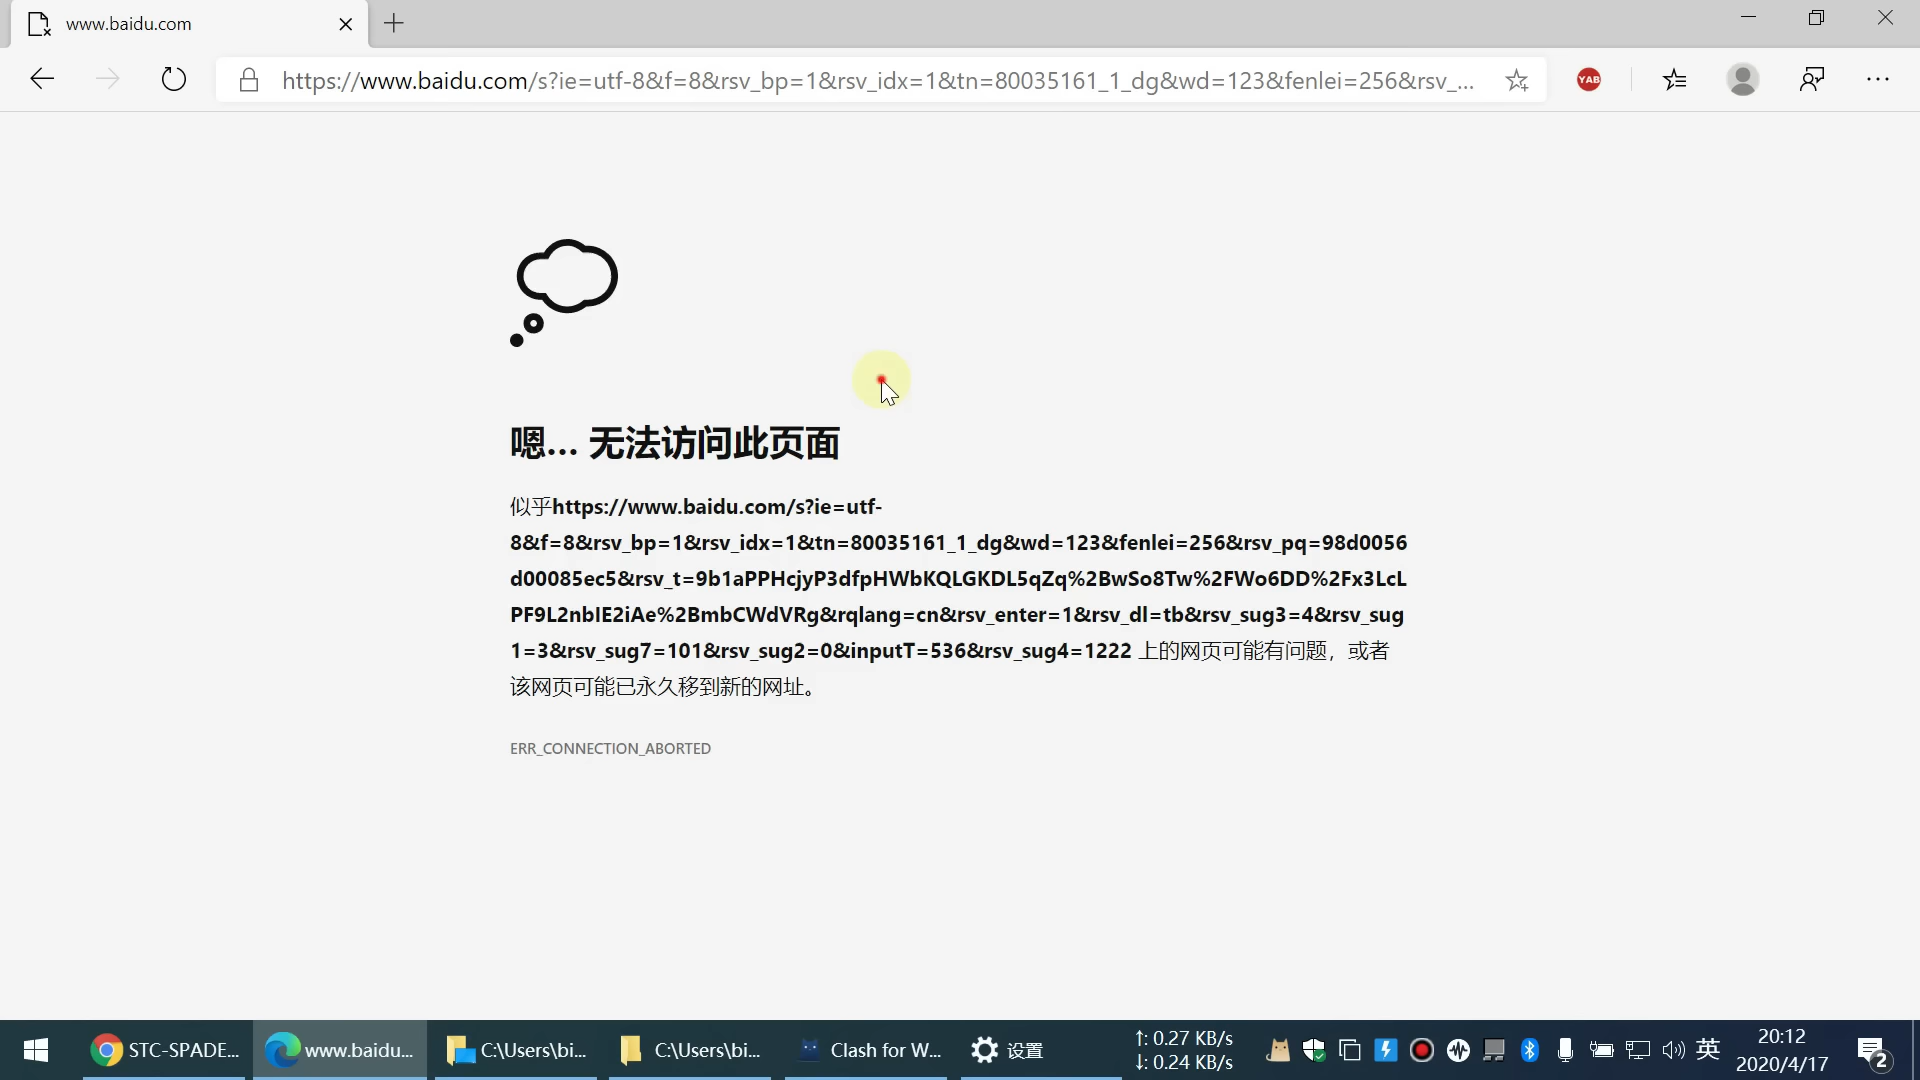 www.baidu.com
https://www.baidu.com/s?ie=utf-8&f=8&rsv_bp=1&rsv_idx=1&tn=80035161_1_dg&wd=123&fenlei=256&rsv_...
YAB
嗯… 无法访问此页面
似乎https://www.baidu.com/s?ie=utf-
8&f=8&rsv_bp=1&rsv_idx=1&tn=80035161_1_dg&wd=123&fenlei=256&rsv_pq=98d0056
d00085ec5&rsv_t=9b1aPPHcjyP3dfpHWbKQLGKDL5qZq%2BwSo8Tw%2FWo6DD%2Fx3LcL
PF9L2nbIE2iAe%2BmbCWdVRg&rqlang=cn&rsv_enter=1&rsv_dl=tb&rsv_sug3=4&rsv_sug
1=3&rsv_sug7=101&rsv_sug2=0&inputT=536&rsv_sug4=1222 上的网页可能有问题，或者
该网页可能已永久移到新的网址。
ERR_CONNECTION_ABORTED
STC-SPADE...
www.baidu...
C:\Users\bi...
C:\Users\bi...
Clash for W...
设置
↑: 0.27 KB/s
↓: 0.24 KB/s
英
20:12
2020/4/17
2